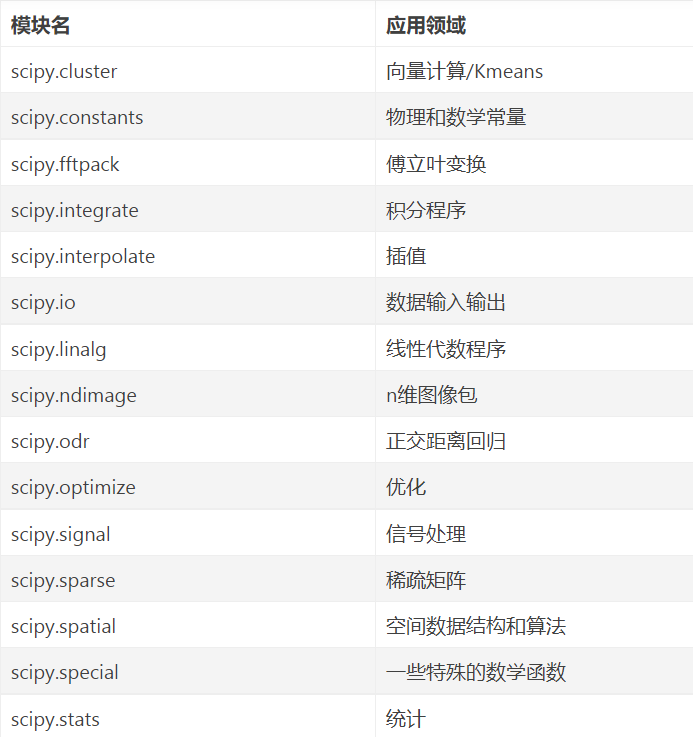 模块名 应用领域
scipy.cluster 向量计算/Kmeans
scipy.constants 物理和数学常量
scipy.fftpack 傅立叶变换
scipy.integrate 积分程序
scipy.interpolate 插值
scipy.io 数据输入输出
scipy.linalg 线性代数程序
scipy.ndimage n维图像包
scipy.odr 正交距离回归
scipy.optimize 优化
scipy.signal 信号处理
scipy.sparse 稀疏矩阵
scipy.spatial 空间数据结构和算法
scipy.special 一些特殊的数学函数
scipy.stats 统计